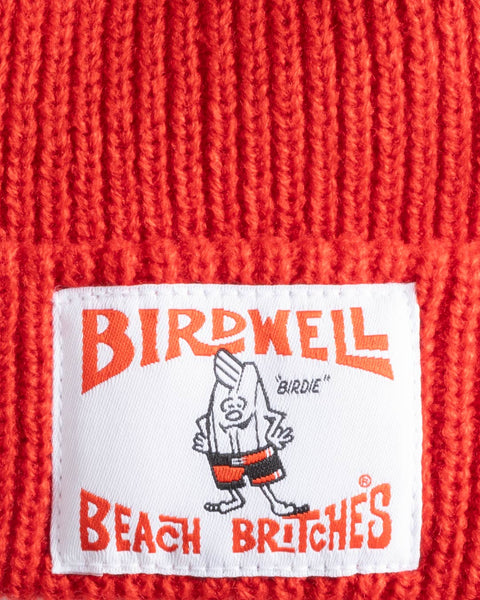 BIRDWELL
"BIRDIE"
®
BEACH BRITCHES